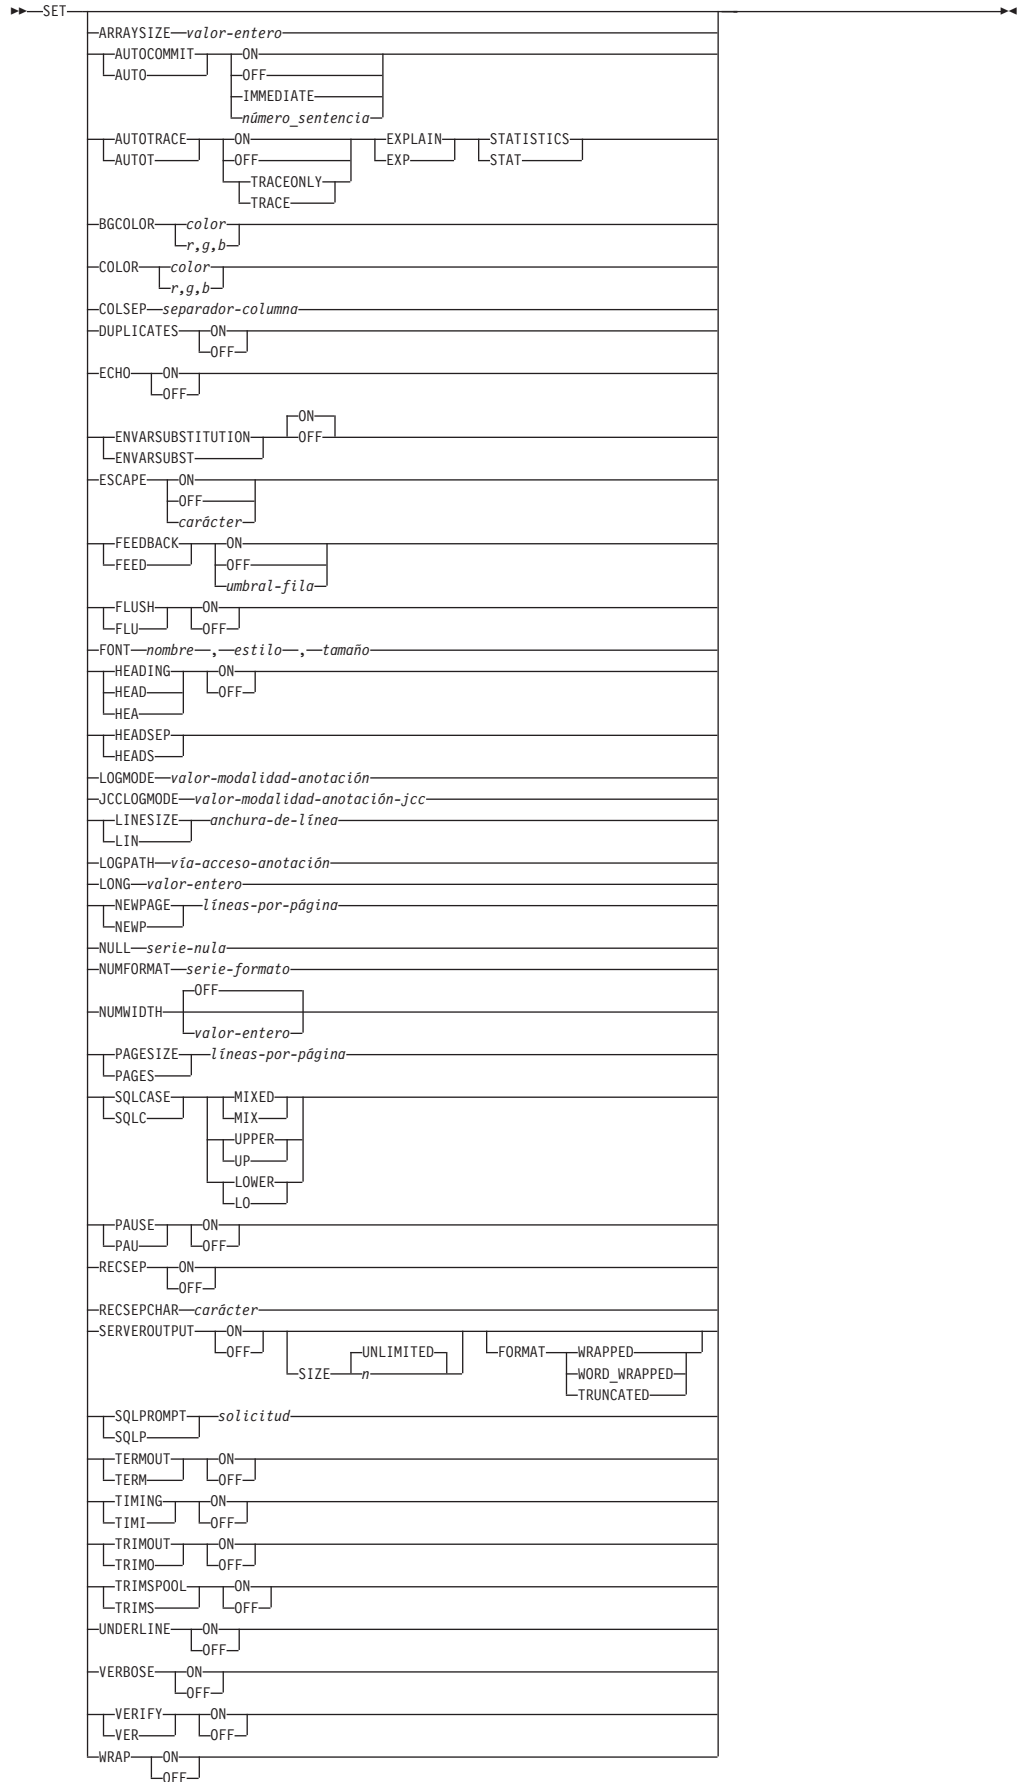 SET
ARRAYSIZE valor-entero
AUTOCOMMIT ON
AUTO OFF
IMMEDIATE
número_sentencia
AUTOTRACE ON EXPLAIN STATISTICS
AUTOT OFF EXP STAT
TRACEONLY
TRACE
BGCOLOR color
r,g,b
COLOR color
r,g,b
COLSEP separador-columna
DUPLICATES ON
OFF
ECHO ON
OFF
ON
ENVARSUBSTITUTION OFF
ENVARSUBST
ESCAPE ON
OFF
carácter
FEEDBACK ON
FEED OFF
umbral-fila
FLUSH ON
FLU OFF
FONT nombre , estilo , tamaño
HEADING ON
HEAD OFF
HEA
HEADSEP
HEADS
LOGMODE valor-modalidad-anotación
JCCLOGMODE valor-modalidad-anotación-jcc
LINESIZE anchura-de-línea
LIN
LOGPATH vía-acceso-anotación
LONG valor-entero
NEWPAGE líneas-por-página
NEWP
NULL serie-nula
NUMFORMAT serie-formato
OFF
NUMWIDTH
valor-entero
PAGESIZE líneas-por-página
PAGES
SQLCASE MIXED
SQLC MIX
UPPER
UP
LOWER
LO
PAUSE ON
PAU OFF
RECSEP ON
OFF
RECSEPCHAR carácter
SERVEROUTPUT ON
OFF UNLIMITED FORMAT WRAPPED
SIZE n WORD_WRAPPED
TRUNCATED
SQLPROMPT solicitud
SQLP
TERMOUT ON
TERM OFF
TIMING ON
TIMI OFF
TRIMOUT ON
TRIMO OFF
TRIMSPOOL ON
TRIMS OFF
UNDERLINE ON
OFF
VERBOSE ON
OFF
VERIFY ON
VER OFF
WRAP ON
OFF